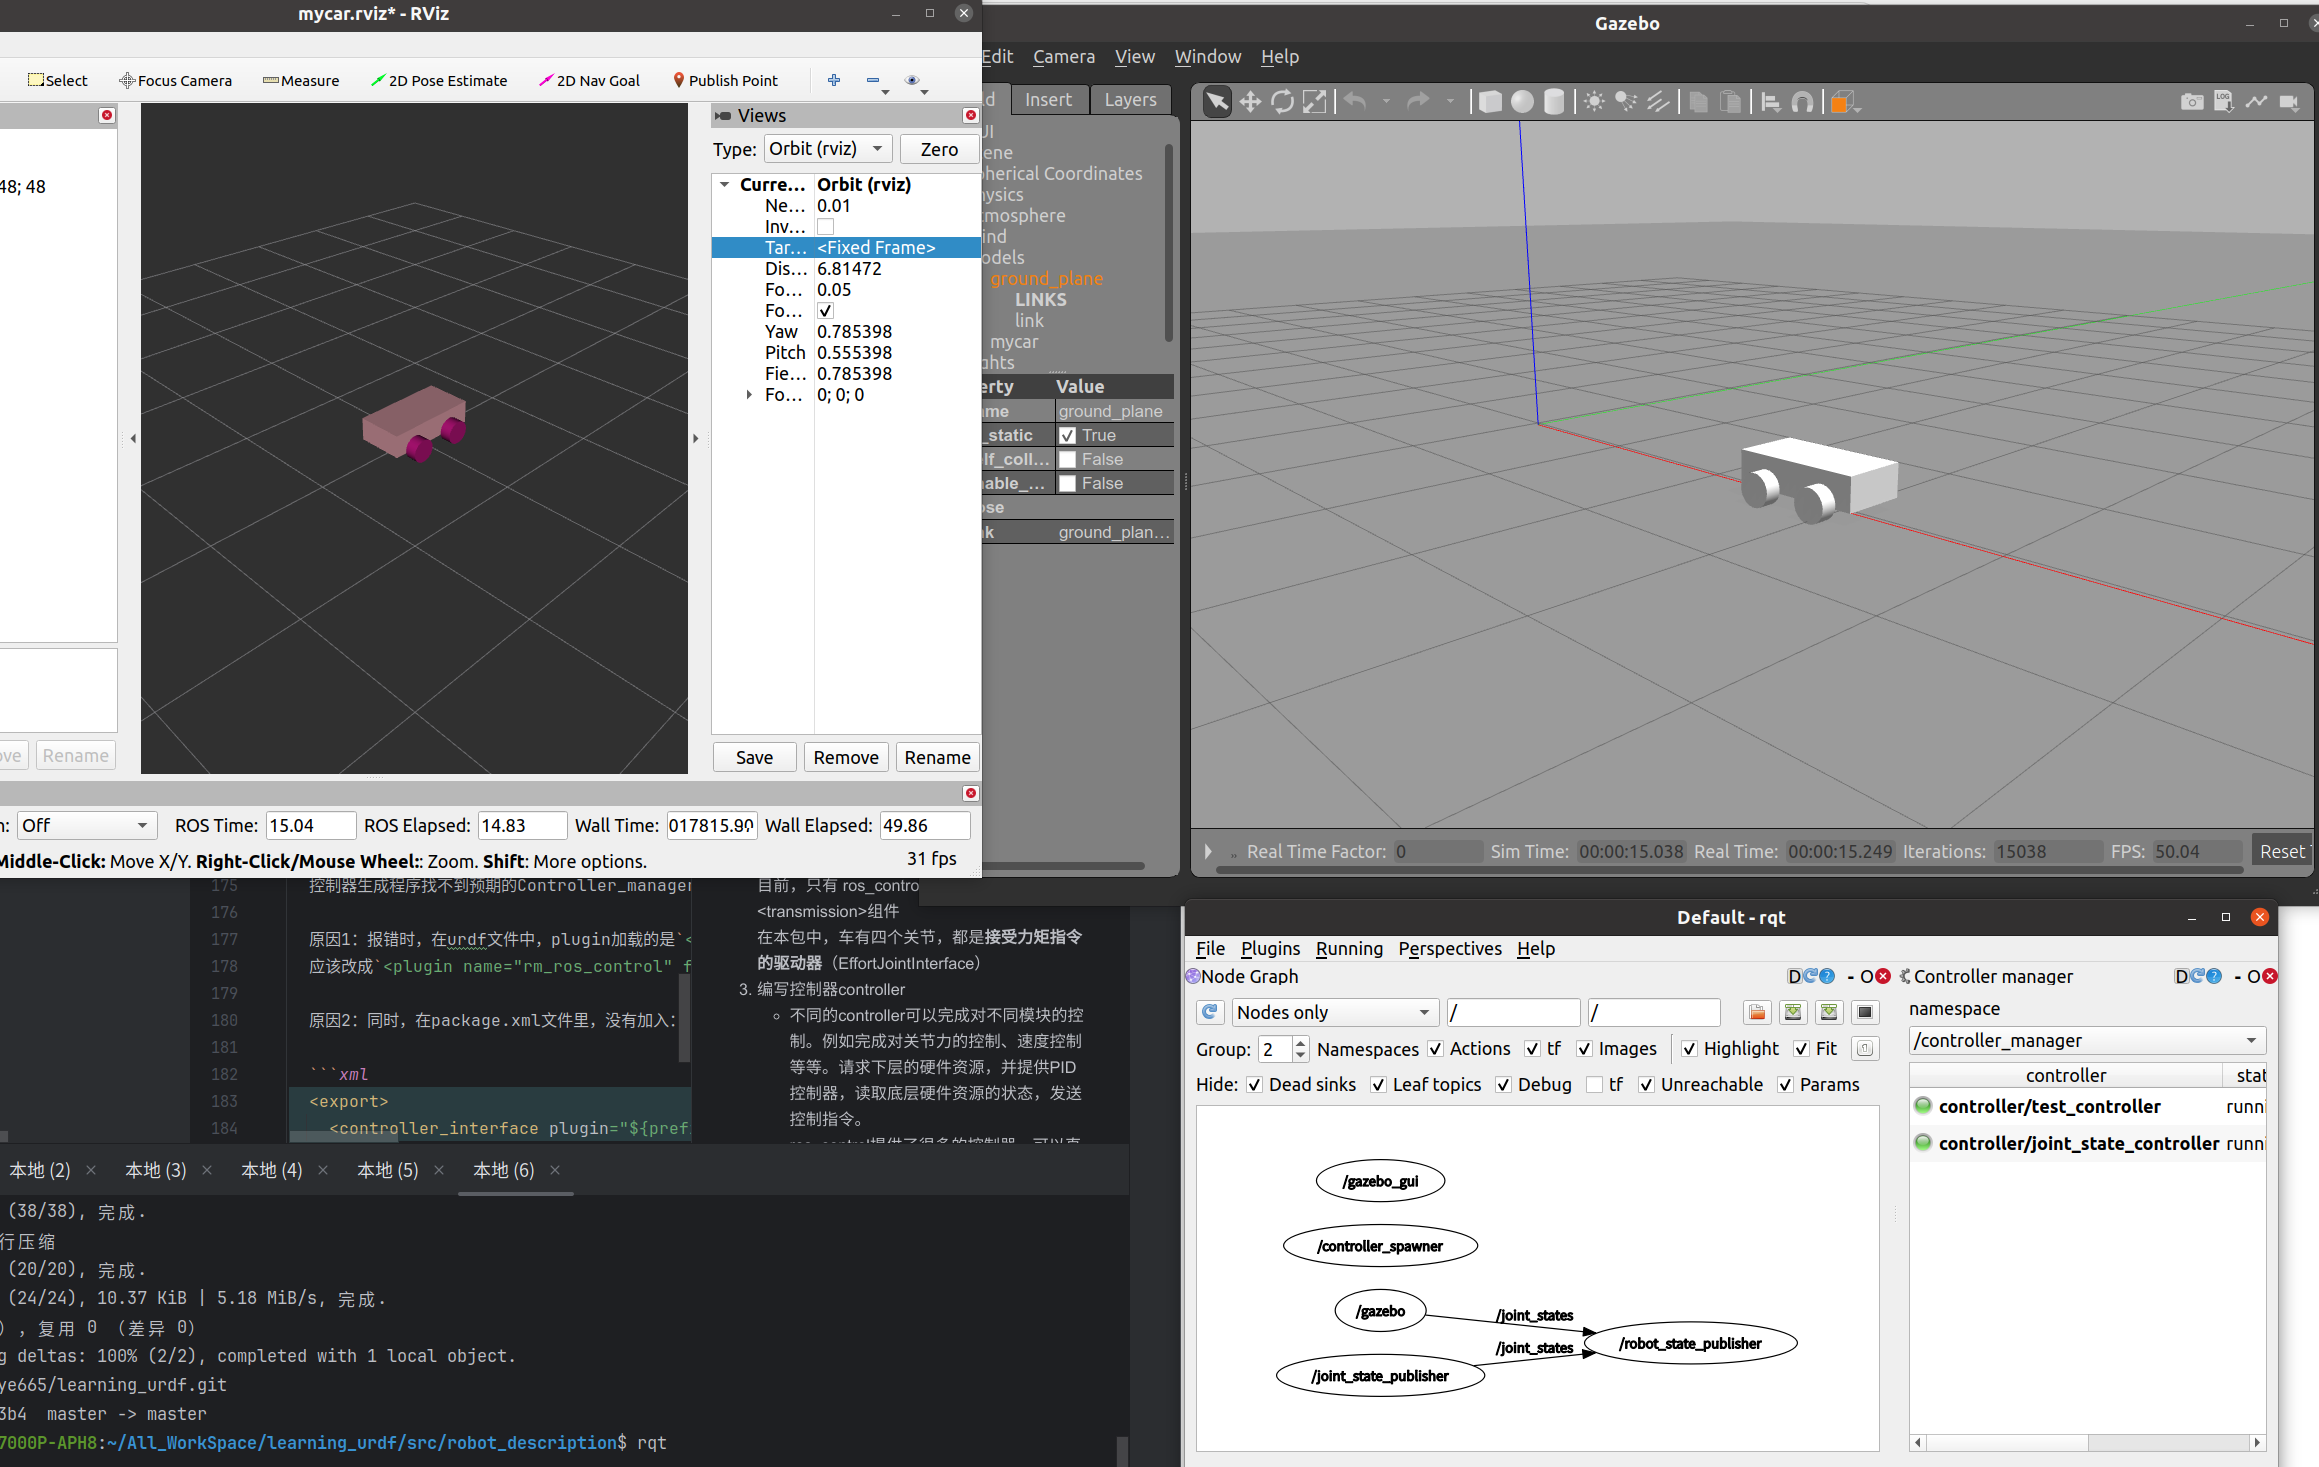 mycar.rviz* - RViz
Select
Focus Camera
Measure
2D Pose Estimate
2D Nav Goal
Publish Point
48; 48
Views
Type:
Orbit (rviz)
Zero
Curre... Orbit (rviz)
Ne... 0.01
Inv...
Tar... <Fixed Frame>
Dis... 6.81472
Fo... 0.05
Fo...
Yaw 0.785398
Pitch 0.555398
Fie... 0.785398
Fo... 0; 0; 0
Rename
Save
Remove
Rename
Off
ROS Time: 15.04
ROS Elapsed: 14.83
Wall Time:
Wall Elapsed: 49.86
Middle-Click: Move X/Y. Right-Click/Mouse Wheel:: Zoom. Shift: More options.
31 fps
Gazebo
Edit Camera View Window Help
Insert Layers
ground_plane
LINKS
link
mycar
Value
ground_plane
True
False
False
ground_plan...
LOG
Real Time Factor: 0
Sim Time: 00:00:15.038
Real Time: 00:00:15.249
Iterations: 15038
FPS: 50.04
Reset
175 控制器生成程序找不到预期的Controller_manager
176
177 原因1：报错时，在urdf文件中，plugin加载的是`<
178 应该改成`<plugin name="rm_ros_control" f
179
180 原因2：同时，在package.xml文件里，没有加入：
181
182 ```xml
183 <export>
184 <controller_interface plugin="${pref
目前，只有 ros_contro
<transmission>组件
在本包中，车有四个关节，都是接受力矩指令
的驱动器（EffortJointInterface）
3. 编写控制器controller
不同的controller可以完成对不同模块的控
制。例如完成对关节力的控制、速度控制
等等。请求下层的硬件资源，并提供PID
控制器，读取底层硬件资源的状态，发送
控制指令。
本地 (2) × 本地 (3) × 本地 (4) × 本地 (5) × 本地 (6) ×
(38/38), 完成.
行压缩
(20/20), 完成.
(24/24), 10.37 KiB | 5.18 MiB/s, 完成.
），复用 0 （差异 0）
g deltas: 100% (2/2), completed with 1 local object.
ye665/learning_urdf.git
3b4 master -> master
7000P-APH8:~/All_WorkSpace/learning_urdf/src/robot_description$ rqt
Default - rqt
File Plugins Running Perspectives Help
Node Graph
D ? - O
Controller manager
D ? - O
Nodes only
/
/
Group: 2 Namespaces Actions tf Images Highlight Fit
Hide: Dead sinks Leaf topics Debug tf Unreachable Params
/gazebo_gui
/controller_spawner
/gazebo
/joint_states
/joint_states
/robot_state_publisher
/joint_state_publisher
namespace
/controller_manager
controller stat
controller/test_controller runni
controller/joint_state_controller runni